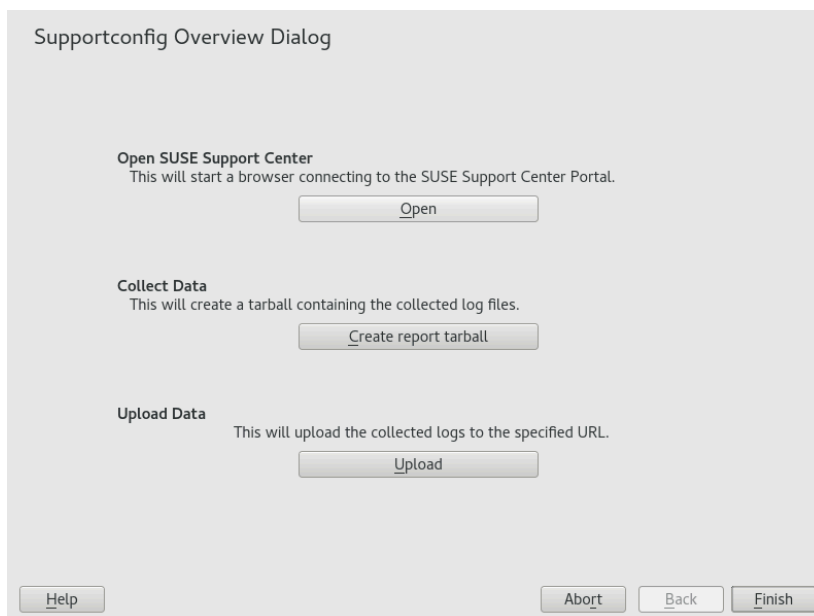 Supportconfig Overview Dialog
Open SUSE Support Center
This will start a browser connecting to the SUSE Support Center Portal.
Open
Collect Data
This will create a tarball containing the collected log files.
Create report tarball
Upload Data
This will upload the collected logs to the specified URL.
Upload
Help
Abort
Back
Finish